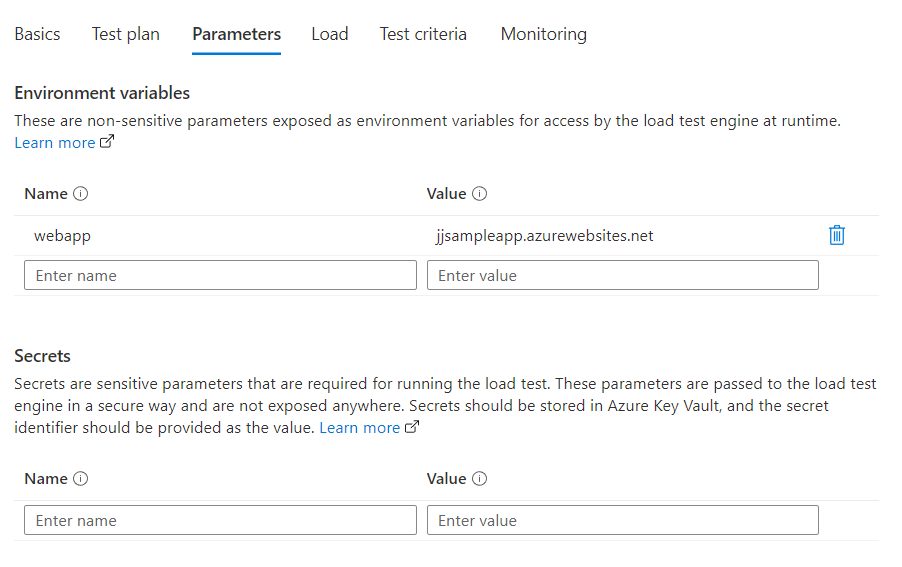 Basics Test plan Parameters Load Test criteria Monitoring
Environment variables
These are non-sensitive parameters exposed as environment variables for access by the load test engine at runtime.
Learn more
Name Value
webapp jjsampleapp.azurewebsites.net
Enter name Enter value
Secrets
Secrets are sensitive parameters that are required for running the load test. These parameters are passed to the load test
engine in a secure way and are not exposed anywhere. Secrets should be stored in Azure Key Vault, and the secret
identifier should be provided as the value. Learn more
Name Value
Enter name Enter value